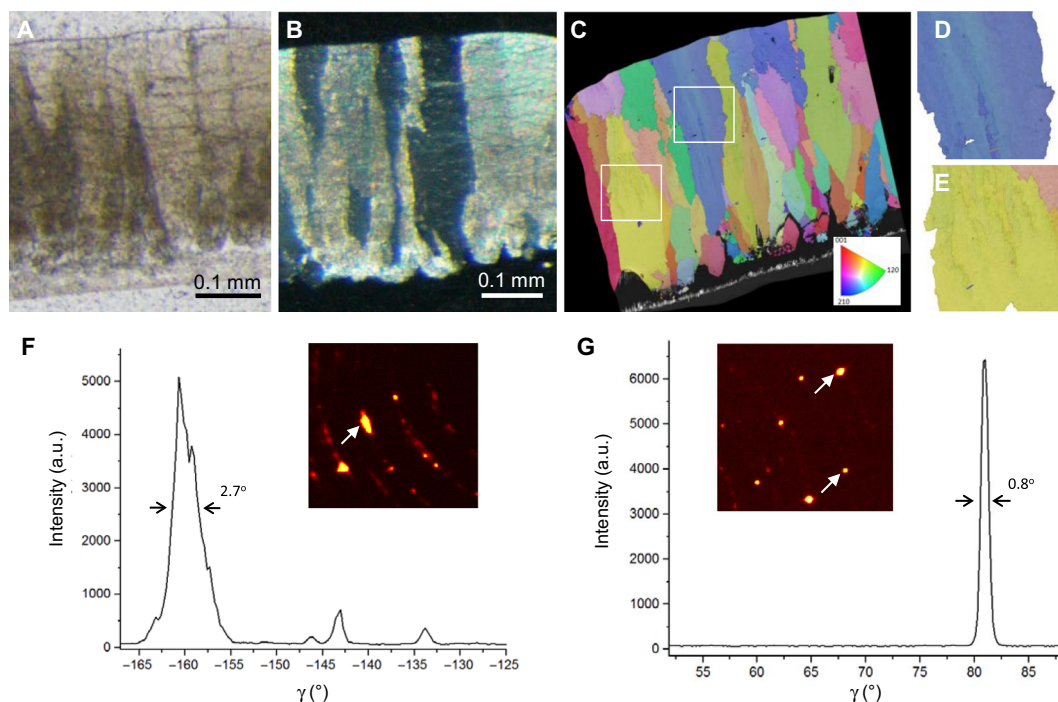 A
B
C
D
E
0.1 mm
0.1 mm
001
120
210
F
G
5000
4000
3000
2000
1000
0
Intensity (a.u.)
2.7°
−165
−160
−155
−150
−145
−140
−135
−130
−125
γ (°)
6000
5000
4000
3000
2000
1000
0
Intensity (a.u.)
0.8°
55
60
65
70
75
80
85
γ (°)